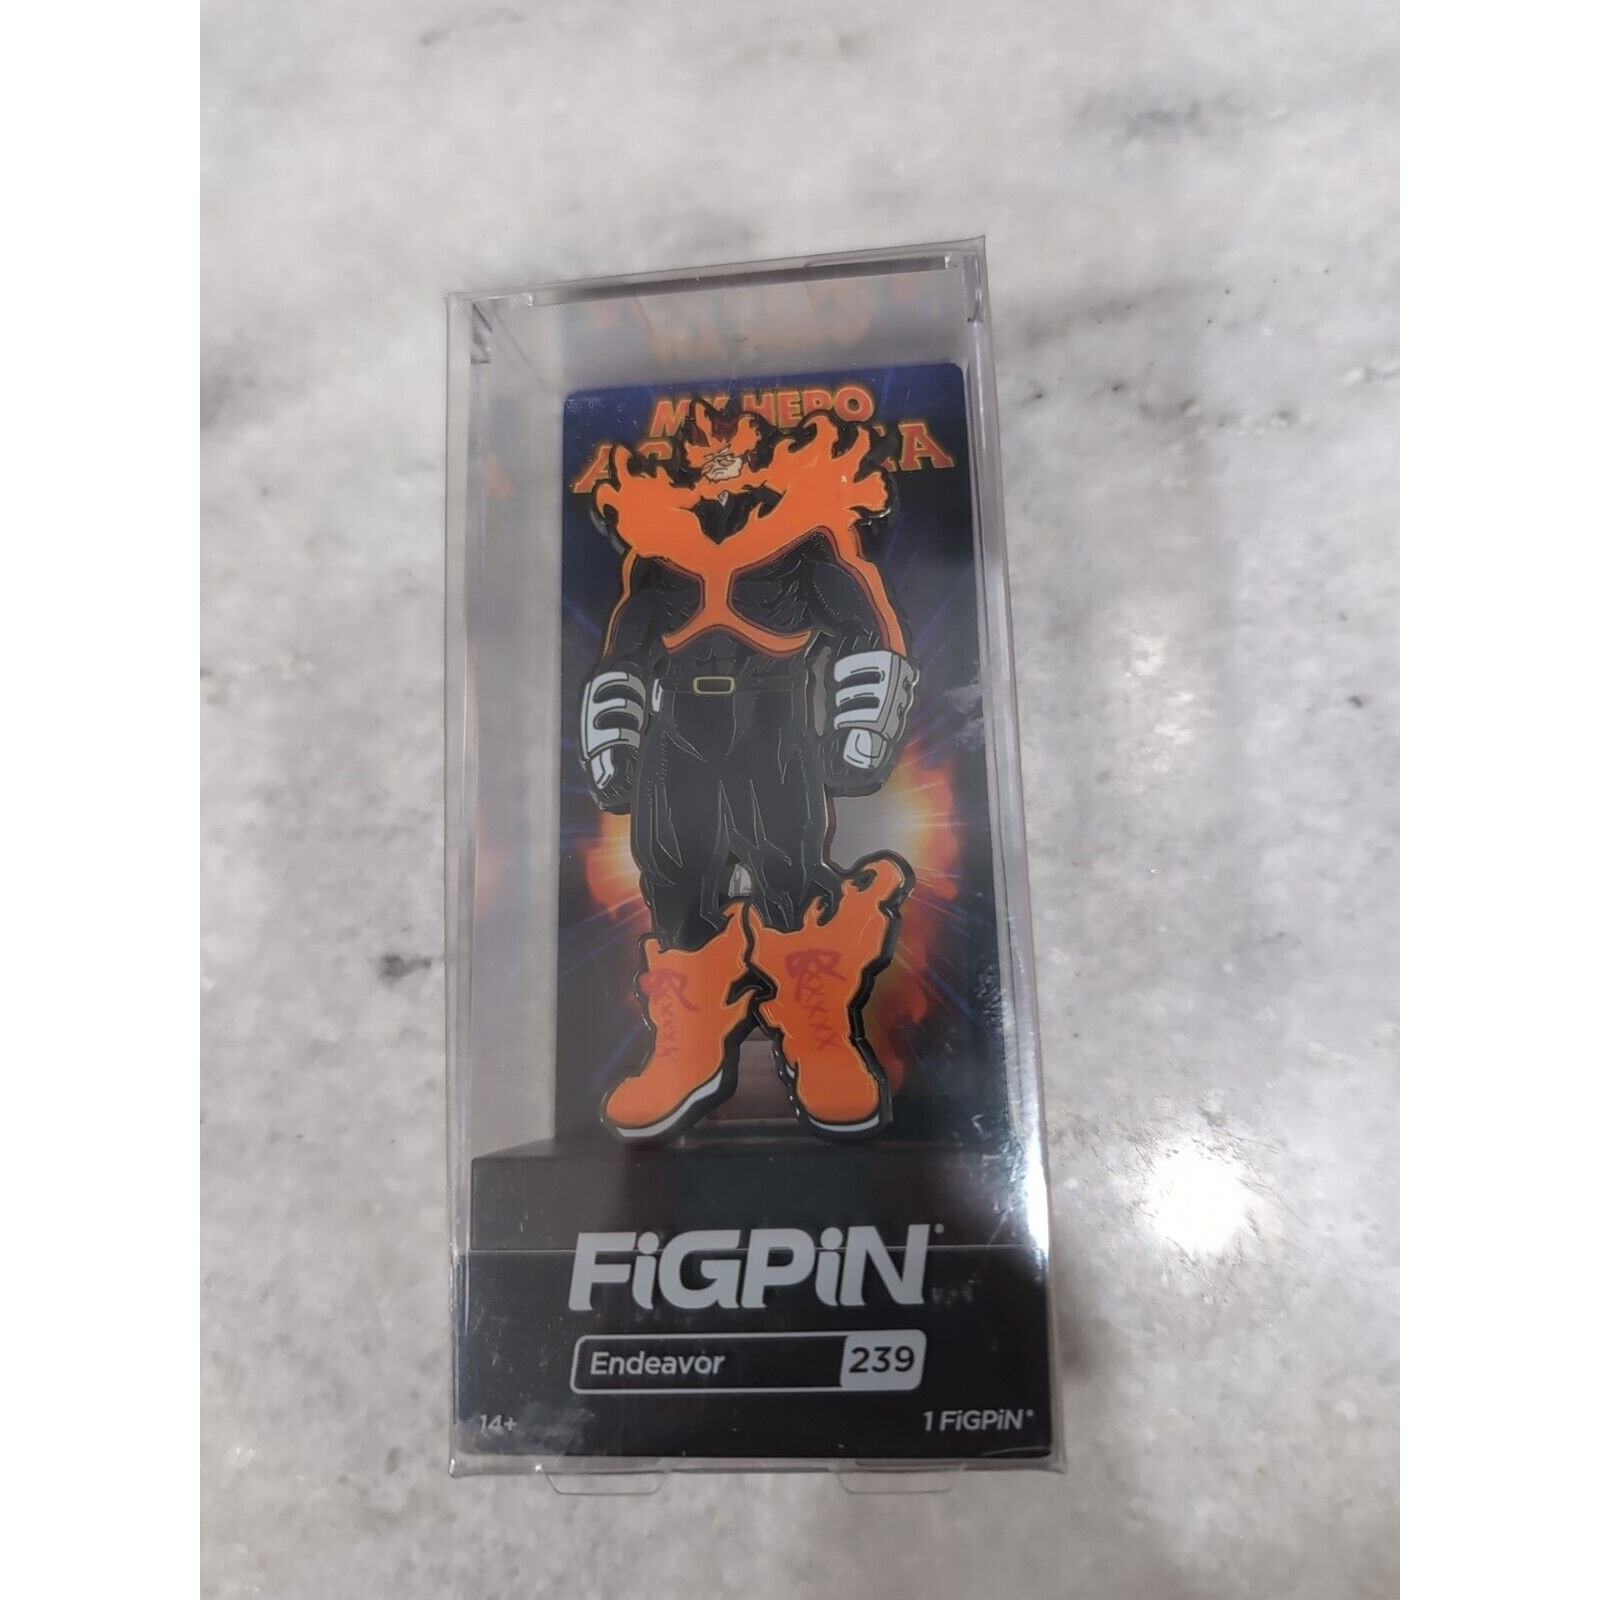 MY HERO
FiGPiN®
Endeavor 239
14+ 1 FiGPiN®